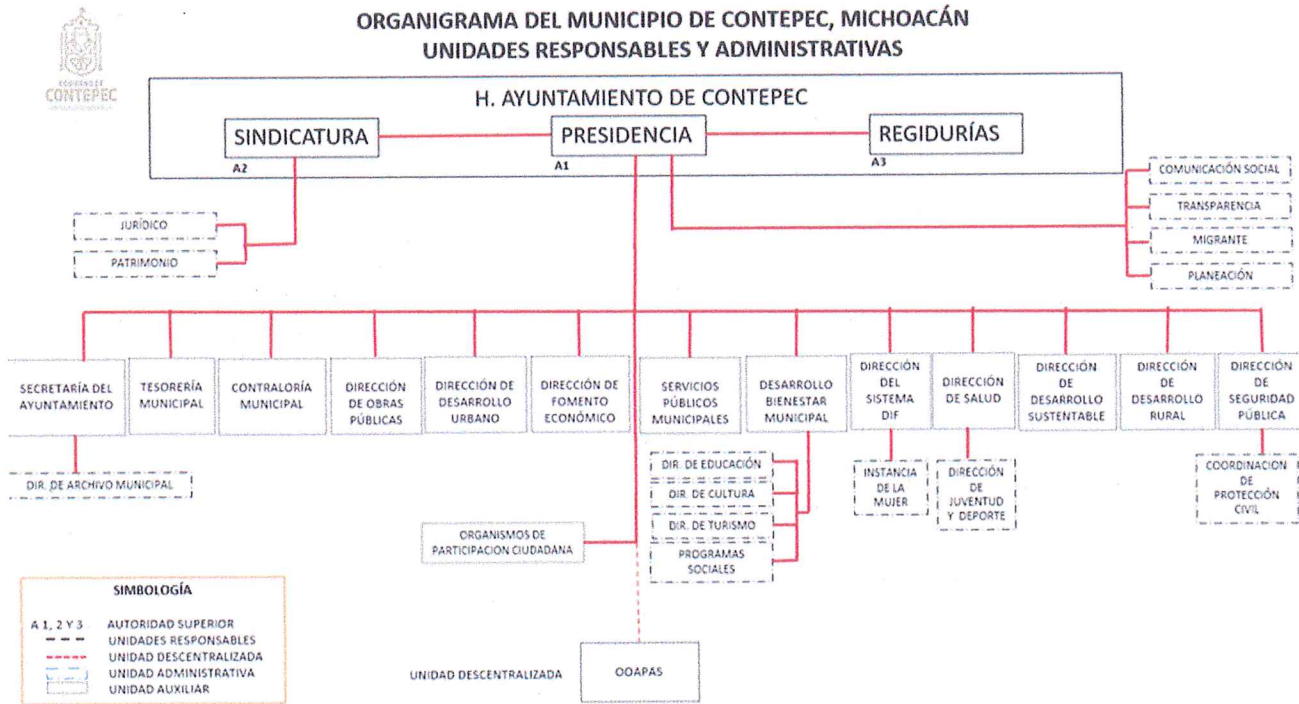 ORGANIGRAMA DEL MUNICIPIO DE CONTEPEC, MICHOACÁN
UNIDADES RESPONSABLES Y ADMINISTRATIVAS
GOBIERNO DE
CONTEPEC
H. AYUNTAMIENTO DE CONTEPEC
SINDICATURA
PRESIDENCIA
REGIDURÍAS
A2
A1
A3
COMUNICACIÓN SOCIAL
TRANSPARENCIA
MIGRANTE
PLANEACIÓN
JURÍDICO
PATRIMONIO
SECRETARÍA DEL
AYUNTAMIENTO
TESORERÍA
MUNICIPAL
CONTRALORÍA
MUNICIPAL
DIRECCIÓN
DE OBRAS
PÚBLICAS
DIRECCIÓN DE
DESARROLLO
URBANO
DIRECCIÓN DE
FOMENTO
ECONÓMICO
SERVICIOS
PÚBLICOS
MUNICIPALES
DESARROLLO
BIENESTAR
MUNICIPAL
DIRECCIÓN
DEL
SISTEMA
DIF
DIRECCIÓN
DE SALUD
DIRECCIÓN
DE
DESARROLLO
SUSTENTABLE
DIRECCIÓN
DE
DESARROLLO
RURAL
DIRECCIÓN
DE
SEGURIDAD
PÚBLICA
DIR. DE ARCHIVO MUNICIPAL
DIR. DE EDUCACIÓN
DIR. DE CULTURA
DIR. DE TURISMO
PROGRAMAS
SOCIALES
INSTANCIA
DE LA
MUJER
DIRECCIÓN
DE
JUVENTUD
Y DEPORTE
COORDINACION
DE
PROTECCIÓN
CIVIL
ORGANISMOS DE
PARTICIPACION CIUDADANA
UNIDAD DESCENTRALIZADA
OOAPAS
SIMBOLOGÍA
A 1, 2 Y 3 AUTORIDAD SUPERIOR
UNIDADES RESPONSABLES
UNIDAD DESCENTRALIZADA
UNIDAD ADMINISTRATIVA
UNIDAD AUXILIAR